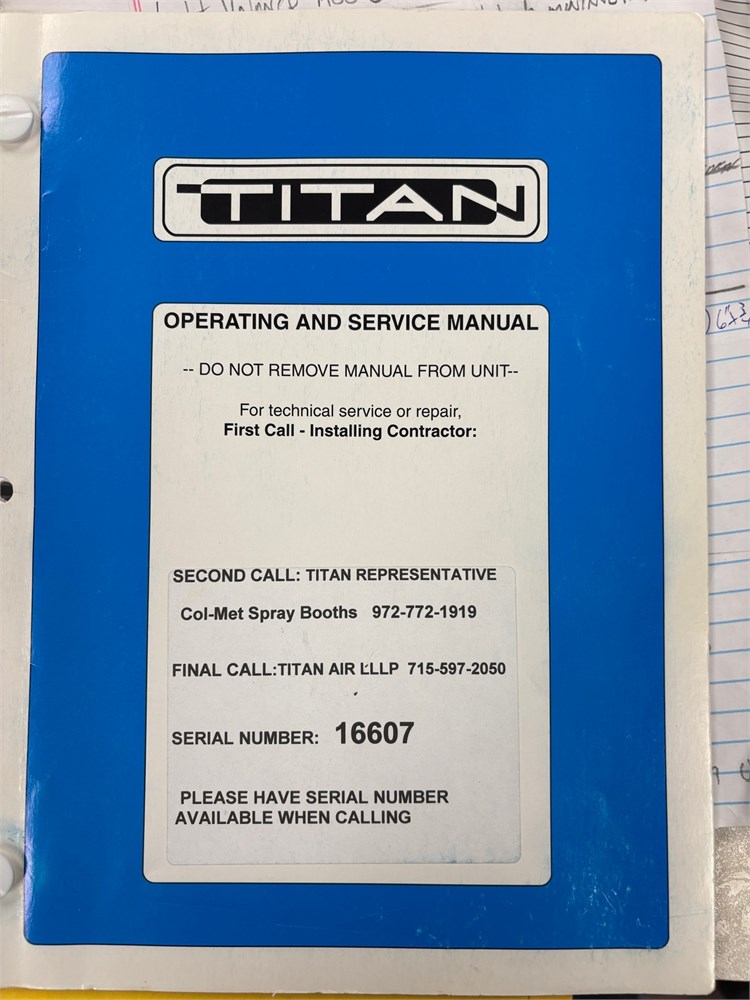 TITAN
OPERATING AND SERVICE MANUAL
-- DO NOT REMOVE MANUAL FROM UNIT--
For technical service or repair,
First Call - Installing Contractor:
SECOND CALL: TITAN REPRESENTATIVE
Col-Met Spray Booths 972-772-1919
FINAL CALL:TITAN AIR LLLP 715-597-2050
SERIAL NUMBER: 16607
PLEASE HAVE SERIAL NUMBER
AVAILABLE WHEN CALLING